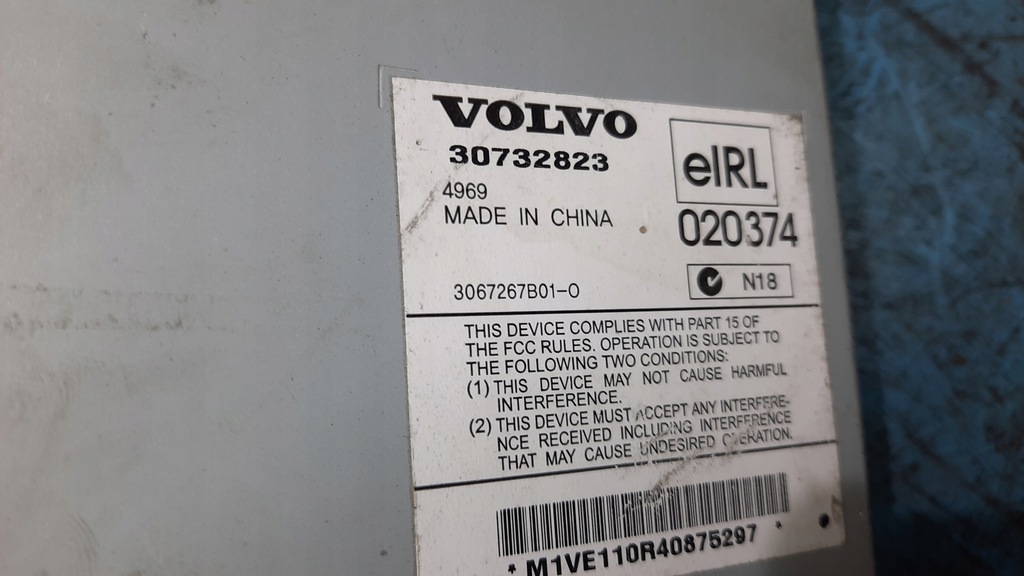 VOLVO
30732823
4969
MADE IN CHINA
eIRL
020374
N18
3067267B01-O
THIS DEVICE COMPLIES WITH PART 15 OF
THE FCC RULES. OPERATION IS SUBJECT TO
THE FOLLOWING TWO CONDITIONS:
(1) THIS DEVICE MAY NOT CAUSE HARMFUL
INTERFERENCE.
(2) THIS DEVICE MUST ACCEPT ANY INTERFERE-
NCE RECEIVED INCLUDING INTERFERENCE
THAT MAY CAUSE UNDESIRED OPERATION.
* M1VE110R40875297 *